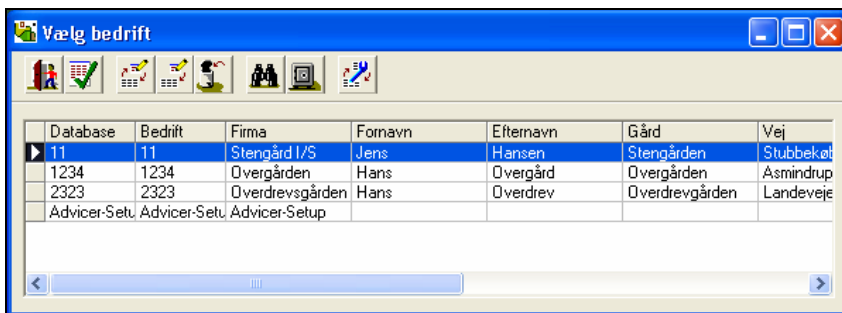 Vælg bedrift
Database Bedrift Firma Fornavn Efternavn Gård Vej
11 11 Stengård I/S Jens Hansen Stengården Stubbekøb
1234 1234 Overgården Hans Overgård Overgården Asmindrup
2323 2323 Overdrevsgården Hans Overdrev Overdrevgården Landeveje
Advicer-Setu Advicer-Setu Advicer-Setup